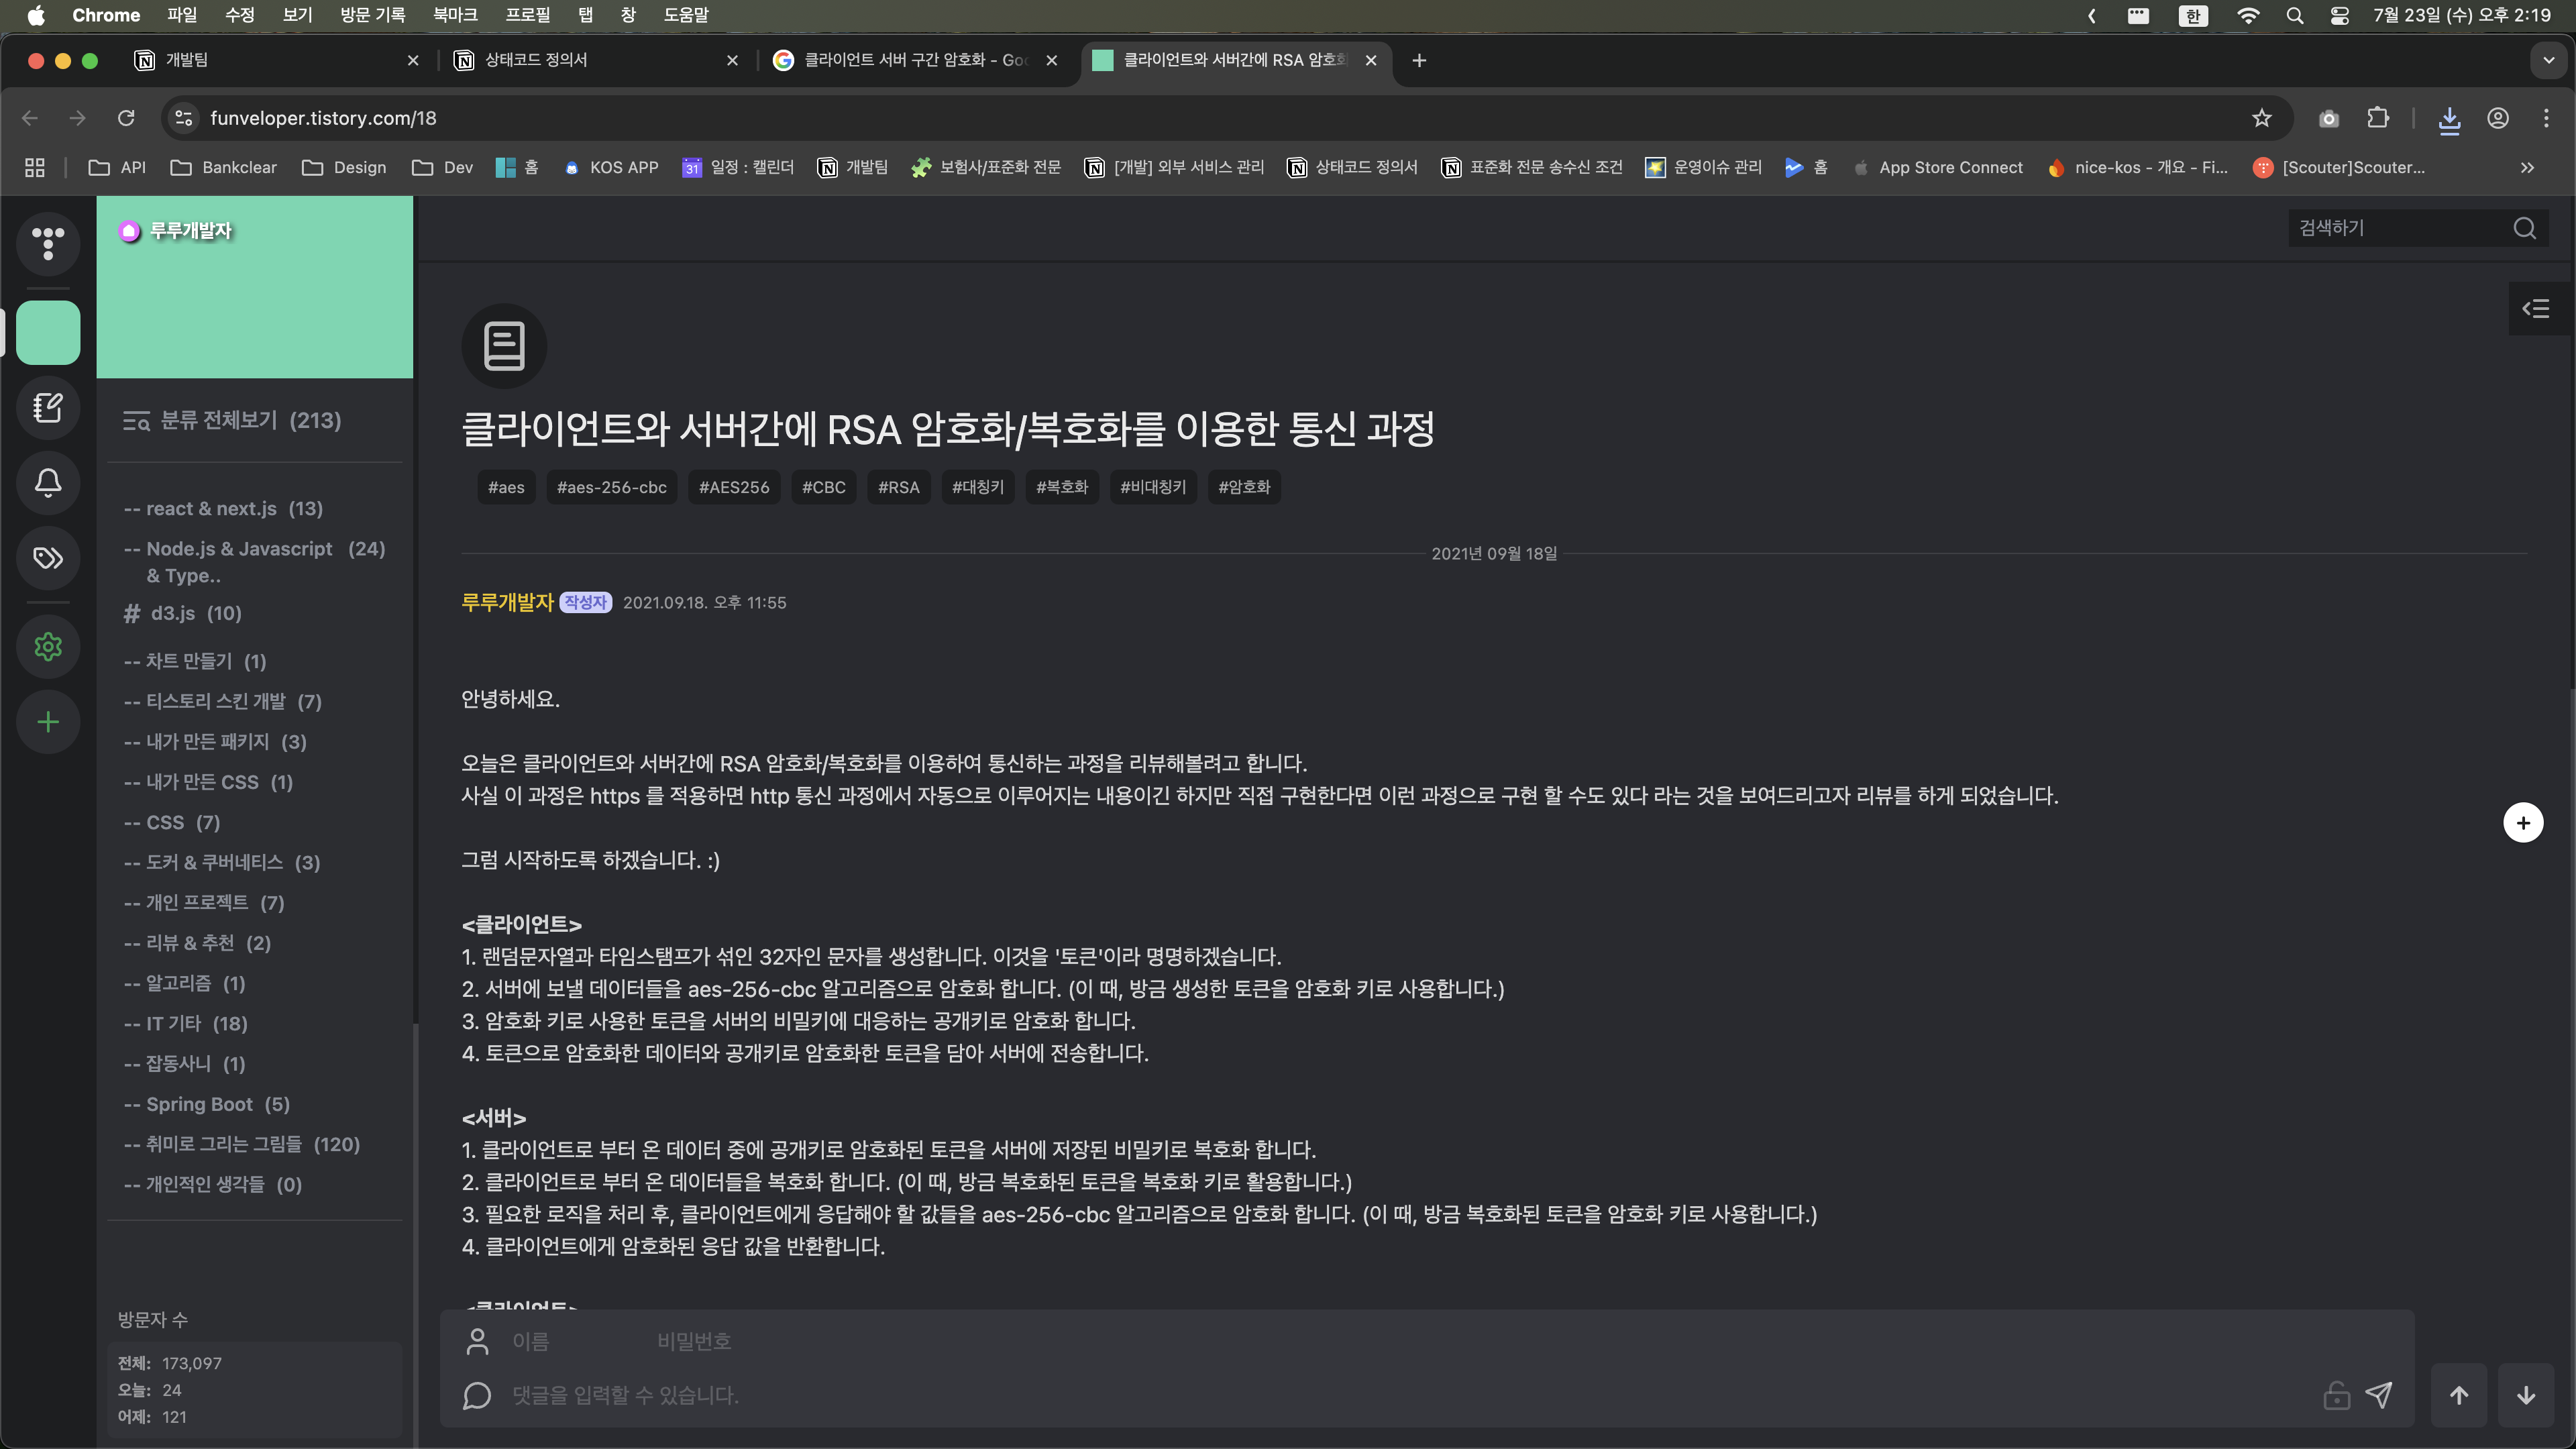 Chrome 파일 수정 보기 방문 기록 북마크 프로필 탭 창 도움말 한 7월 23일 (수) 오후 2:19
개발팀 상태코드 정의서 클라이언트 서버 구간 암호화 - Goo 클라이언트와 서버간에 RSA 암호화
funveloper.tistory.com/18
API Bankclear Design Dev 홈 KOS APP 31 일정 : 캘린더 개발팀 보험사/표준화 전문 [개발] 외부 서비스 관리 상태코드 정의서 표준화 전문 송수신 조건 운영이슈 관리 홈 App Store Connect nice-kos - 개요 - Fi... [Scouter]Scouter...
루루개발자
분류 전체보기 (213)
-- react & next.js (13)
-- Node.js & Javascript (24)
& Type..
# d3.js (10)
-- 차트 만들기 (1)
-- 티스토리 스킨 개발 (7)
-- 내가 만든 패키지 (3)
-- 내가 만든 CSS (1)
-- CSS (7)
-- 도커 & 쿠버네티스 (3)
-- 개인 프로젝트 (7)
-- 리뷰 & 추천 (2)
-- 알고리즘 (1)
-- IT 기타 (18)
-- 잡동사니 (1)
-- Spring Boot (5)
-- 취미로 그리는 그림들 (120)
-- 개인적인 생각들 (0)
방문자 수
전체: 173,097
오늘: 24
어제: 121
검색하기
클라이언트와 서버간에 RSA 암호화/복호화를 이용한 통신 과정
#aes #aes-256-cbc #AES256 #CBC #RSA #대칭키 #복호화 #비대칭키 #암호화
2021년 09월 18일
루루개발자 작성자 2021.09.18. 오후 11:55
안녕하세요.
오늘은 클라이언트와 서버간에 RSA 암호화/복호화를 이용하여 통신하는 과정을 리뷰해볼려고 합니다.
사실 이 과정은 https 를 적용하면 http 통신 과정에서 자동으로 이루어지는 내용이긴 하지만 직접 구현한다면 이런 과정으로 구현 할 수도 있다 라는 것을 보여드리고자 리뷰를 하게 되었습니다.
그럼 시작하도록 하겠습니다. :)
<클라이언트>
1. 랜덤문자열과 타임스탬프가 섞인 32자인 문자를 생성합니다. 이것을 '토큰'이라 명명하겠습니다.
2. 서버에 보낼 데이터들을 aes-256-cbc 알고리즘으로 암호화 합니다. (이 때, 방금 생성한 토큰을 암호화 키로 사용합니다.)
3. 암호화 키로 사용한 토큰을 서버의 비밀키에 대응하는 공개키로 암호화 합니다.
4. 토큰으로 암호화한 데이터와 공개키로 암호화한 토큰을 담아 서버에 전송합니다.
<서버>
1. 클라이언트로 부터 온 데이터 중에 공개키로 암호화된 토큰을 서버에 저장된 비밀키로 복호화 합니다.
2. 클라이언트로 부터 온 데이터들을 복호화 합니다. (이 때, 방금 복호화된 토큰을 복호화 키로 활용합니다.)
3. 필요한 로직을 처리 후, 클라이언트에게 응답해야 할 값들을 aes-256-cbc 알고리즘으로 암호화 합니다. (이 때, 방금 복호화된 토큰을 암호화 키로 사용합니다.)
4. 클라이언트에게 암호화된 응답 값을 반환합니다.
<클라이언트>
이름 비밀번호
댓글을 입력할 수 있습니다.